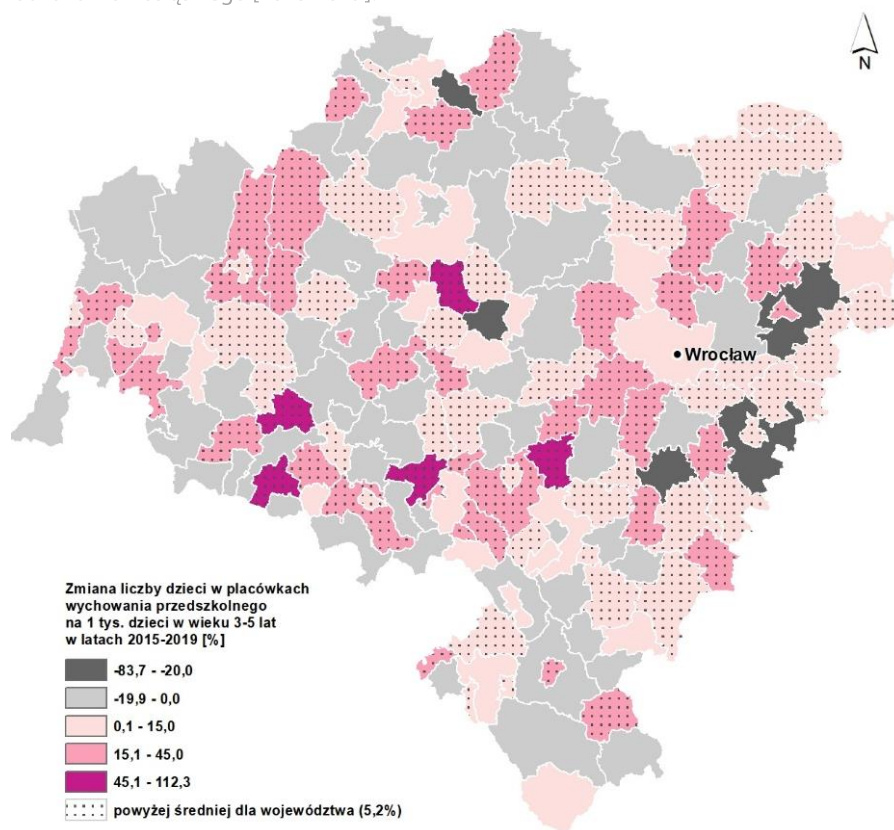 N
Wrocław
Zmiana liczby dzieci w placówkach
wychowania przedszkolnego
na 1 tys. dzieci w wieku 3-5 lat
w latach 2015-2019 [%]
-83,7 - -20,0
-19,9 - 0,0
0,1 - 15,0
15,1 - 45,0
45,1 - 112,3
powyżej średniej dla województwa (5,2%)